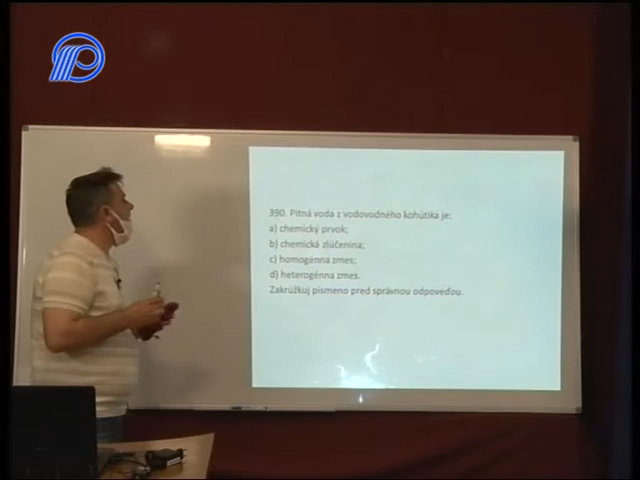 390. Pitná voda z vodovodného kohútika je:
a) chemický prvok;
b) chemická zlúčenina;
c) homogénna zmes;
d) heterogénna zmes.
Zakrúžkuj písmeno pred správnou odpoveďou.